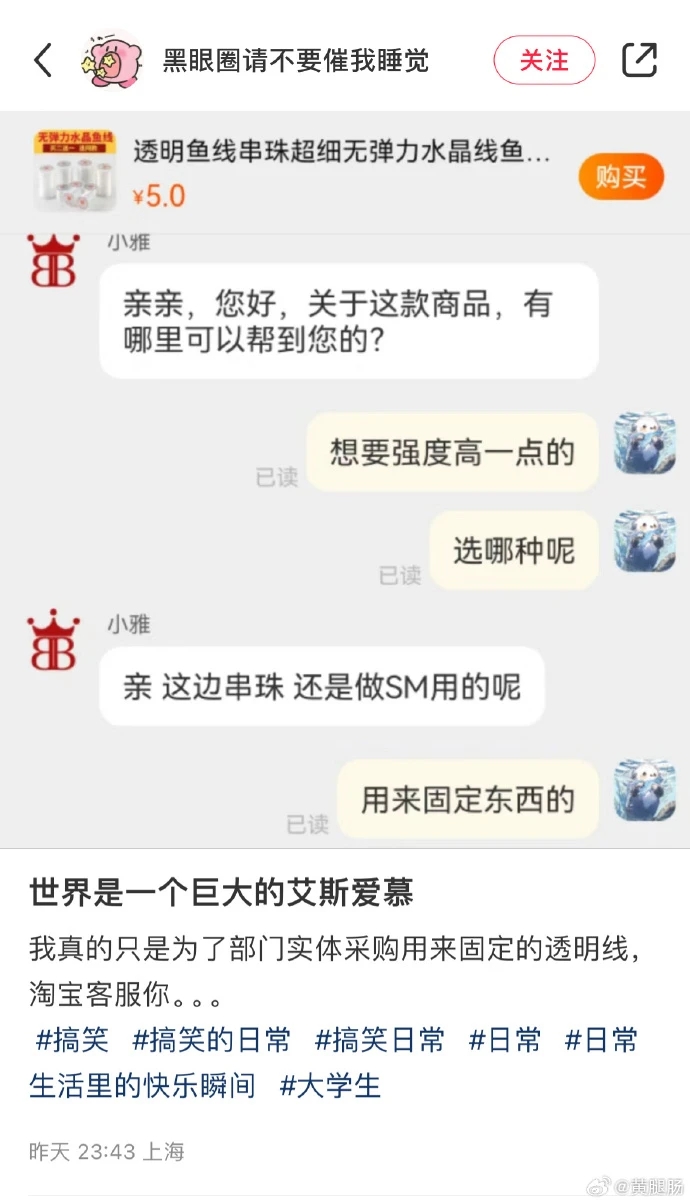 黑眼圈请不要催我睡觉
关注
无弹力水晶鱼线
透明鱼线串珠超细无弹力水晶线鱼...
¥5.0
购买
小雅
亲亲，您好，关于这款商品，有
哪里可以帮到您的？
想要强度高一点的
已读
选哪种呢
已读
小雅
亲 这边串珠 还是做SM用的呢
用来固定东西的
已读
世界是一个巨大的艾斯爱慕
我真的只是为了部门实体采购用来固定的透明线，
淘宝客服你。。。
#搞笑 #搞笑的日常 #搞笑日常 #日常 #日常
生活里的快乐瞬间 #大学生
昨天 23:43 上海
@黄腿肠